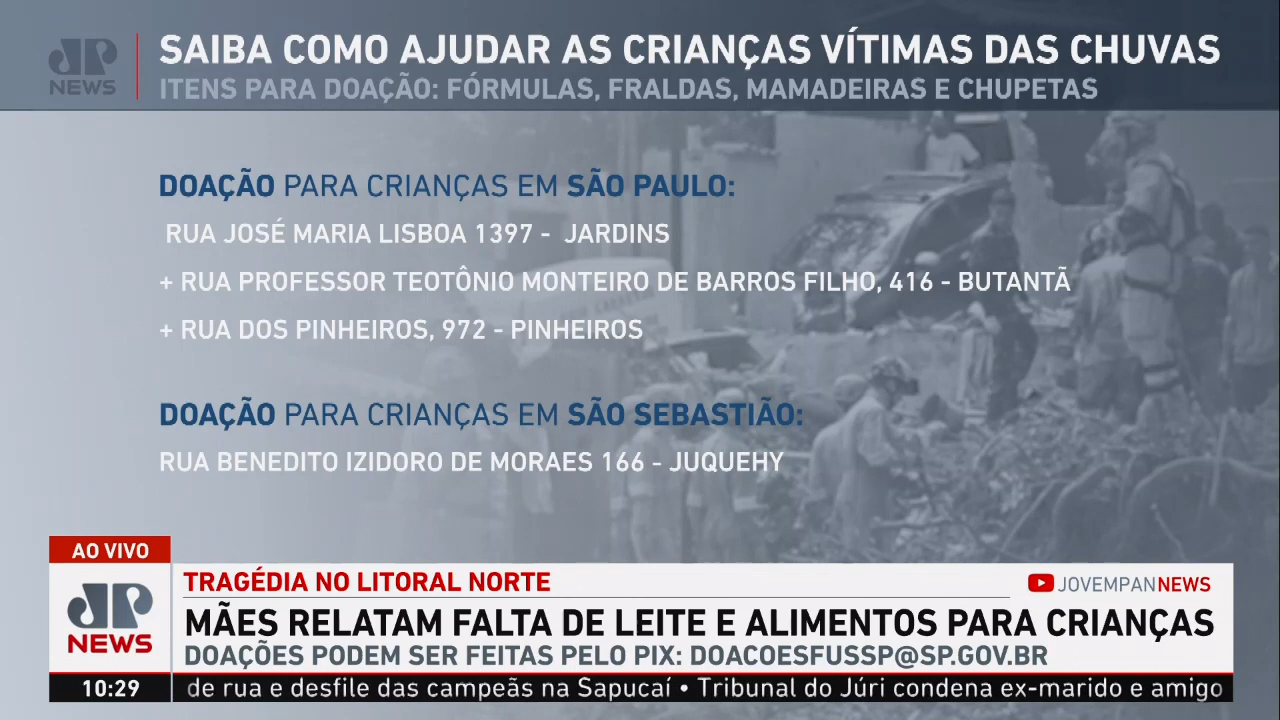 JP NEWS
SAIBA COMO AJUDAR AS CRIANÇAS VÍTIMAS DAS CHUVAS
ITENS PARA DOAÇÃO: FÓRMULAS, FRALDAS, MAMADEIRAS E CHUPETAS
DOAÇÃO PARA CRIANÇAS EM SÃO PAULO:
RUA JOSÉ MARIA LISBOA 1397 - JARDINS
+ RUA PROFESSOR TEOTÔNIO MONTEIRO DE BARROS FILHO, 416 - BUTANTÃ
+ RUA DOS PINHEIROS, 972 - PINHEIROS
DOAÇÃO PARA CRIANÇAS EM SÃO SEBASTIÃO:
RUA BENEDITO IZIDORO DE MORAES 166 - JUQUEHY
AO VIVO
TRAGÉDIA NO LITORAL NORTE
JOVEMPANNEWS
JP NEWS
MÃES RELATAM FALTA DE LEITE E ALIMENTOS PARA CRIANÇAS
DOAÇÕES PODEM SER FEITAS PELO PIX: DOACOESFUSSP@SP.GOV.BR
10:29
de rua e desfile das campeãs na Sapucaí • Tribunal do Júri condena ex-marido e amigo